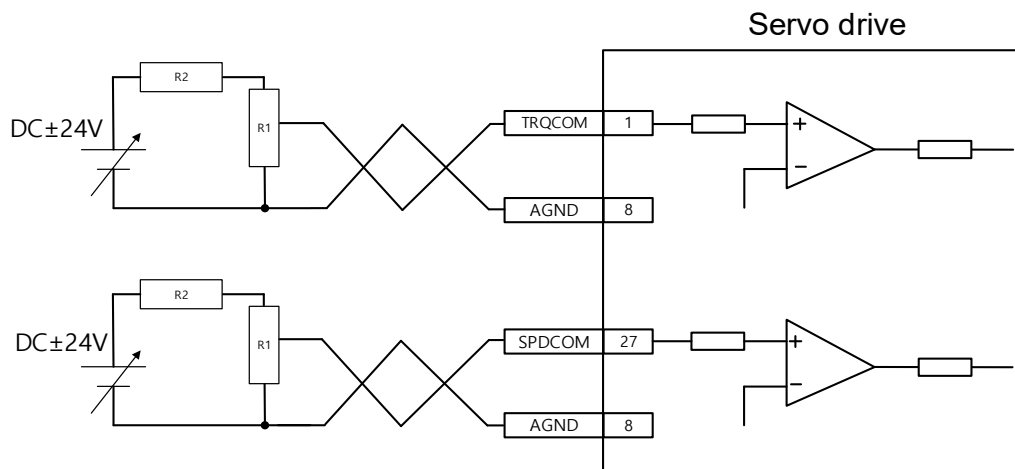 Servo drive
R2
R1
DC±24V
TRQCOM 1
+
−
AGND 8
R2
R1
DC±24V
SPDCOM 27
+
−
AGND 8